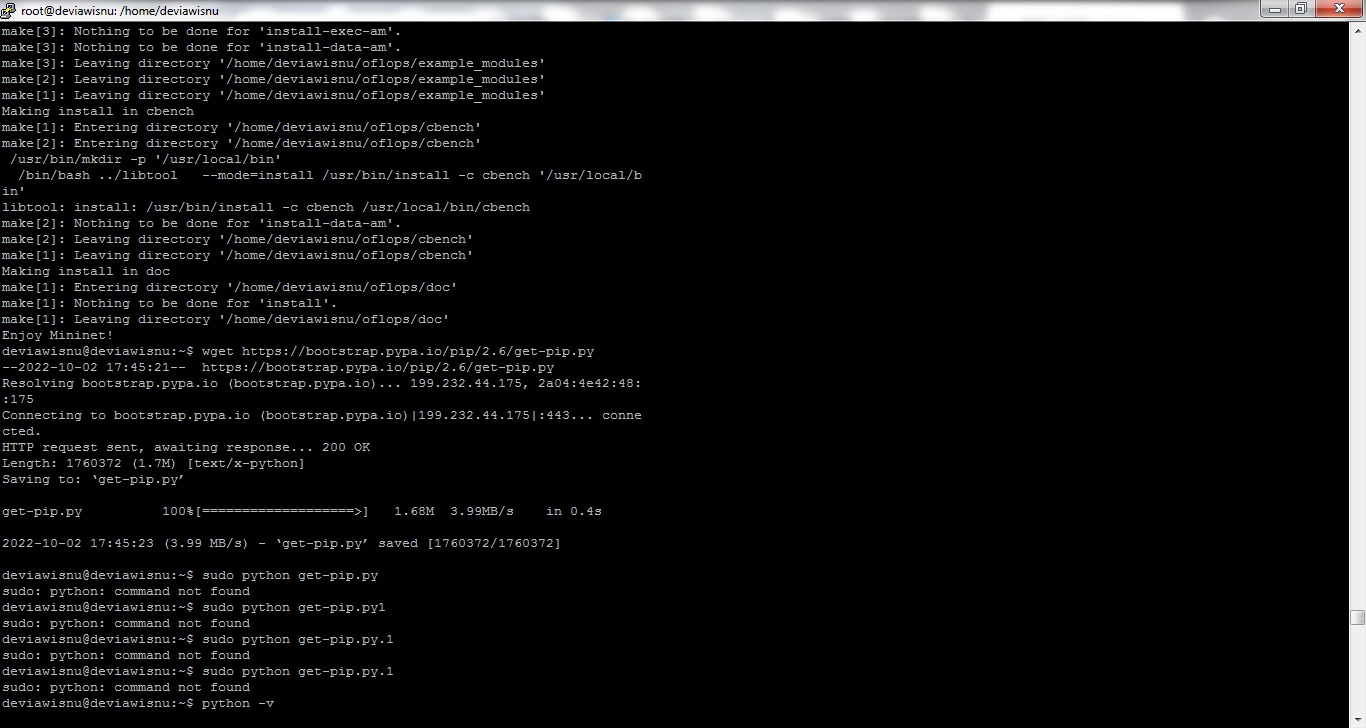 root@deviawisnu: /home/deviawisnu
make[3]: Nothing to be done for 'install-exec-am'.
make[3]: Nothing to be done for 'install-data-am'.
make[3]: Leaving directory '/home/deviawisnu/oflops/example_modules'
make[2]: Leaving directory '/home/deviawisnu/oflops/example_modules'
make[1]: Leaving directory '/home/deviawisnu/oflops/example_modules'
Making install in cbench
make[1]: Entering directory '/home/deviawisnu/oflops/cbench'
make[2]: Entering directory '/home/deviawisnu/oflops/cbench'
 /usr/bin/mkdir -p '/usr/local/bin'
  /bin/bash ../libtool   --mode=install /usr/bin/install -c cbench '/usr/local/b
in'
libtool: install: /usr/bin/install -c cbench /usr/local/bin/cbench
make[2]: Nothing to be done for 'install-data-am'.
make[2]: Leaving directory '/home/deviawisnu/oflops/cbench'
make[1]: Leaving directory '/home/deviawisnu/oflops/cbench'
Making install in doc
make[1]: Entering directory '/home/deviawisnu/oflops/doc'
make[1]: Nothing to be done for 'install'.
make[1]: Leaving directory '/home/deviawisnu/oflops/doc'
Enjoy Mininet!
deviawisnu@deviawisnu:~$ wget https://bootstrap.pypa.io/pip/2.6/get-pip.py
--2022-10-02 17:45:21--  https://bootstrap.pypa.io/pip/2.6/get-pip.py
Resolving bootstrap.pypa.io (bootstrap.pypa.io)... 199.232.44.175, 2a04:4e42:48:
:175
Connecting to bootstrap.pypa.io (bootstrap.pypa.io)|199.232.44.175|:443... conne
cted.
HTTP request sent, awaiting response... 200 OK
Length: 1760372 (1.7M) [text/x-python]
Saving to: ‘get-pip.py’
get-pip.py          100%[===================>]   1.68M  3.99MB/s    in 0.4s
2022-10-02 17:45:23 (3.99 MB/s) - ‘get-pip.py’ saved [1760372/1760372]
deviawisnu@deviawisnu:~$ sudo python get-pip.py
sudo: python: command not found
deviawisnu@deviawisnu:~$ sudo python get-pip.py1
sudo: python: command not found
deviawisnu@deviawisnu:~$ sudo python get-pip.py.1
sudo: python: command not found
deviawisnu@deviawisnu:~$ sudo python get-pip.py.1
sudo: python: command not found
deviawisnu@deviawisnu:~$ python -v